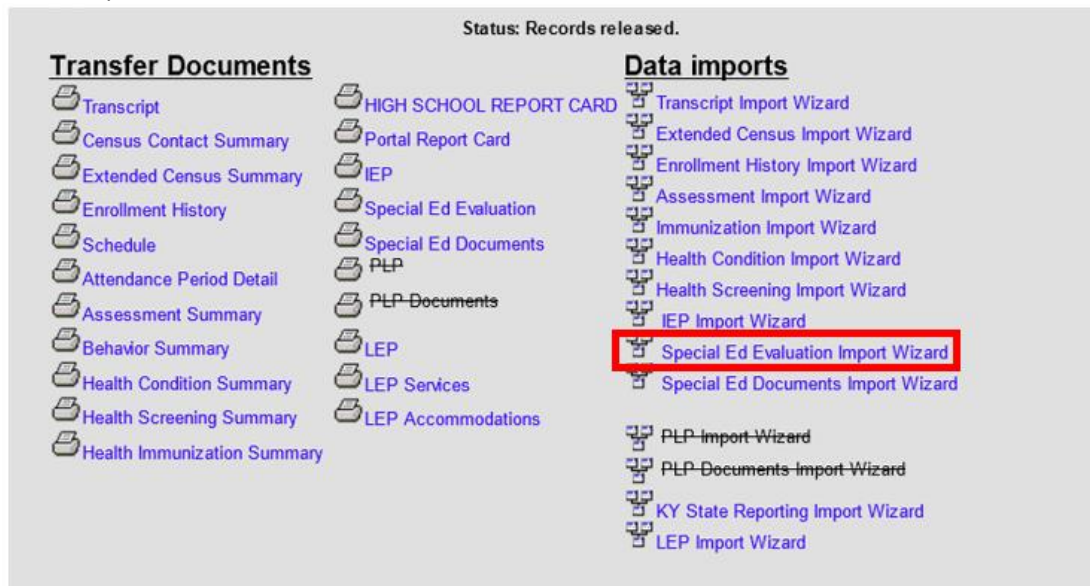 Status: Records released.
Transfer Documents
Transcript
Census Contact Summary
Extended Census Summary
Enrollment History
Schedule
Attendance Period Detail
Assessment Summary
Behavior Summary
Health Condition Summary
Health Screening Summary
Health Immunization Summary
HIGH SCHOOL REPORT CARD
Portal Report Card
IEP
Special Ed Evaluation
Special Ed Documents
PLP
PLP Documents
LEP
LEP Services
LEP Accommodations
Data imports
Transcript Import Wizard
Extended Census Import Wizard
Enrollment History Import Wizard
Assessment Import Wizard
Immunization Import Wizard
Health Condition Import Wizard
Health Screening Import Wizard
IEP Import Wizard
Special Ed Evaluation Import Wizard
Special Ed Documents Import Wizard
PLP Import Wizard
PLP Documents Import Wizard
KY State Reporting Import Wizard
LEP Import Wizard